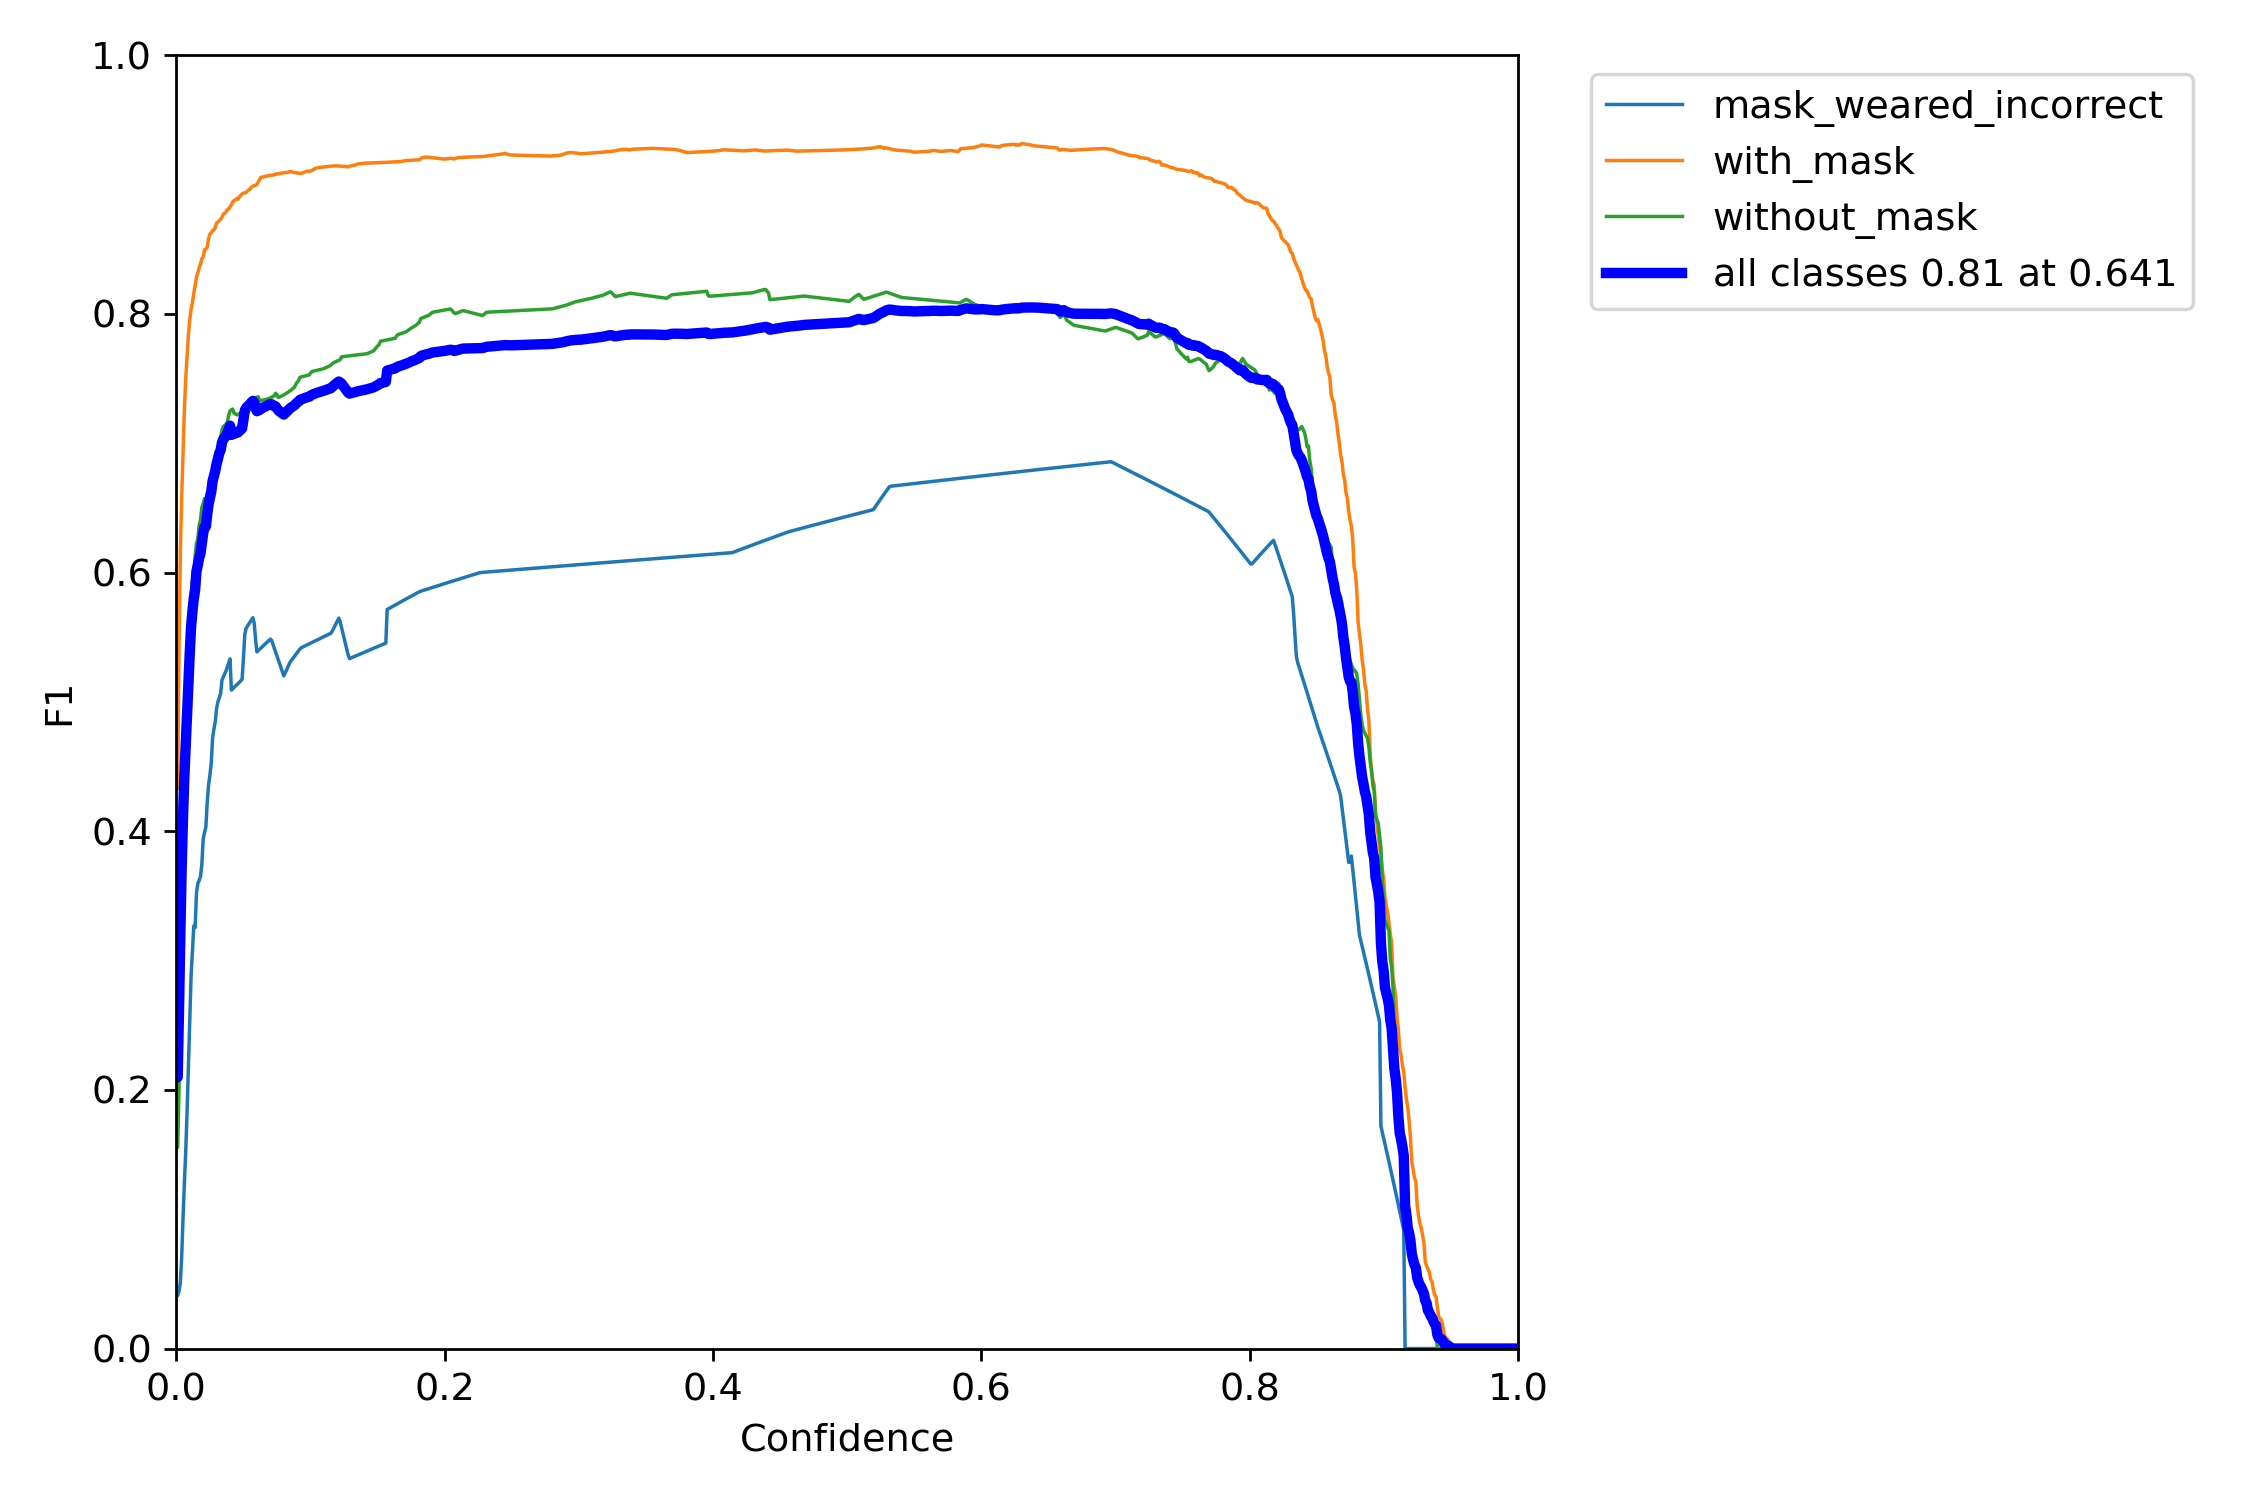 1.0
0.8
0.6
0.4
0.2
0.0
F1
0.0 0.2 0.4 0.6 0.8 1.0
Confidence
mask_weared_incorrect
with_mask
without_mask
all classes 0.81 at 0.641